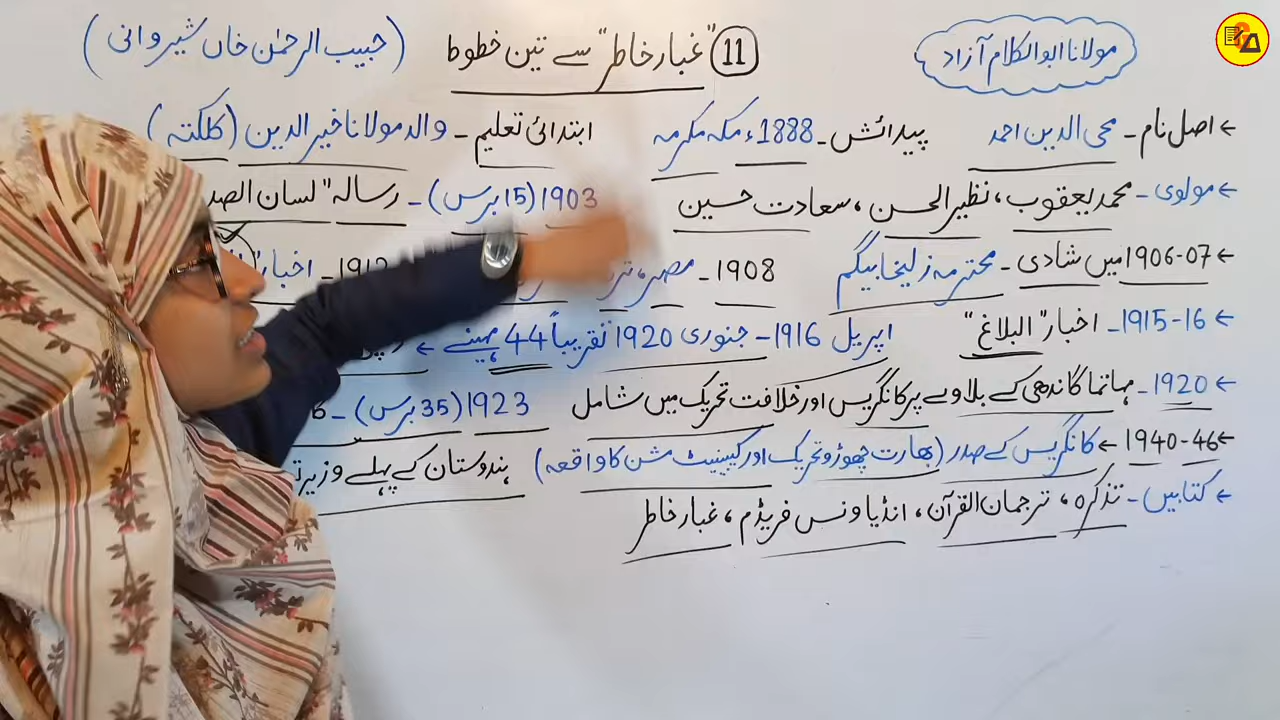 مولانا ابوالکلام آزاد
11 "غبار خاطر" سے تین خطوط (حبیب الرحمٰن خاں شیروانی)
← اصل نام - محی الدین احمد پیدائش - 1888ء مکہ مکرمہ ابتدائی تعلیم - والد مولانا خیر الدین (کلکتہ)
← مولوی - محمد یعقوب، نظیر الحسن، سعادت حسین 1903 (15 برس) - رسالہ "لسان
← 1906-07 میں شادی - محترمہ زلیخا بیگم 1908 - مصر، 1912 - اخبار
← 1915-16 - اخبار "البلاغ" اپریل 1916 - جنوری 1920 تقریباً 44 مہینے ←
← 1920 - مہاتما گاندھی کے بلاوے پر کانگریس اور خلافت تحریک میں شامل 1923 (35 برس) -
← 1940-46 ← کانگریس کے صدر (بھارت چھوڑو تحریک اور کیبنیٹ مشن کا واقعہ) ہندوستان کے پہلے وزیر
← کتابیں - تذکرہ، ترجمان القرآن، انڈیا ونس فریڈم، غبار خاطر